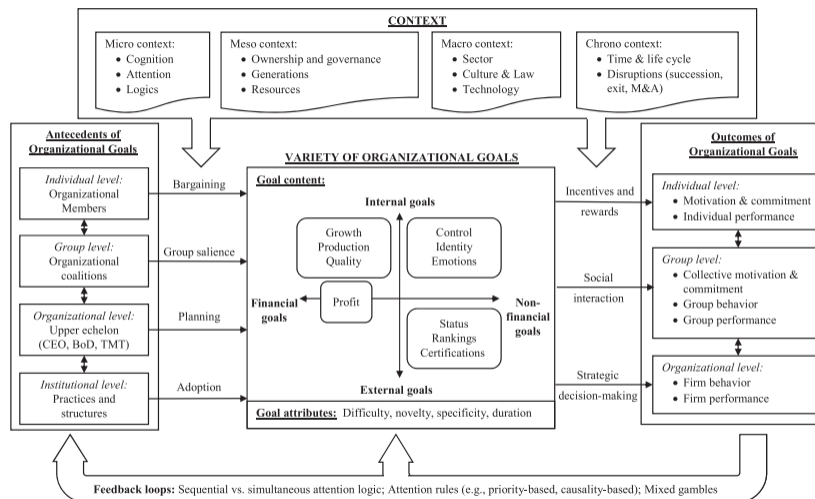 CONTEXT
Micro context:
• Cognition
• Attention
• Logics
Meso context:
• Ownership and governance
• Generations
• Resources
Macro context:
• Sector
• Culture & Law
• Technology
Chrono context:
• Time & life cycle
• Disruptions (succession,
exit, M&A)
Antecedents of
Organizational Goals
Individual level:
Organizational
Members
Group level:
Organizational
coalitions
Organizational level:
Upper echelon
(CEO, BoD, TMT)
Institutional level:
Practices and
structures
Bargaining
Group salience
Planning
Adoption
VARIETY OF ORGANIZATIONAL GOALS
Goal content:
Internal goals
Growth
Production
Quality
Control
Identity
Emotions
Financial
goals
Profit
Non-
financial
goals
Status
Rankings
Certifications
External goals
Goal attributes: Difficulty, novelty, specificity, duration
Incentives and
rewards
Social
interaction
Strategic
decision-making
Outcomes of
Organizational Goals
Individual level:
• Motivation & commitment
• Individual performance
Group level:
• Collective motivation &
commitment
• Group behavior
• Group performance
Organizational level:
• Firm behavior
• Firm performance
Feedback loops: Sequential vs. simultaneous attention logic; Attention rules (e.g., priority-based, causality-based); Mixed gambles